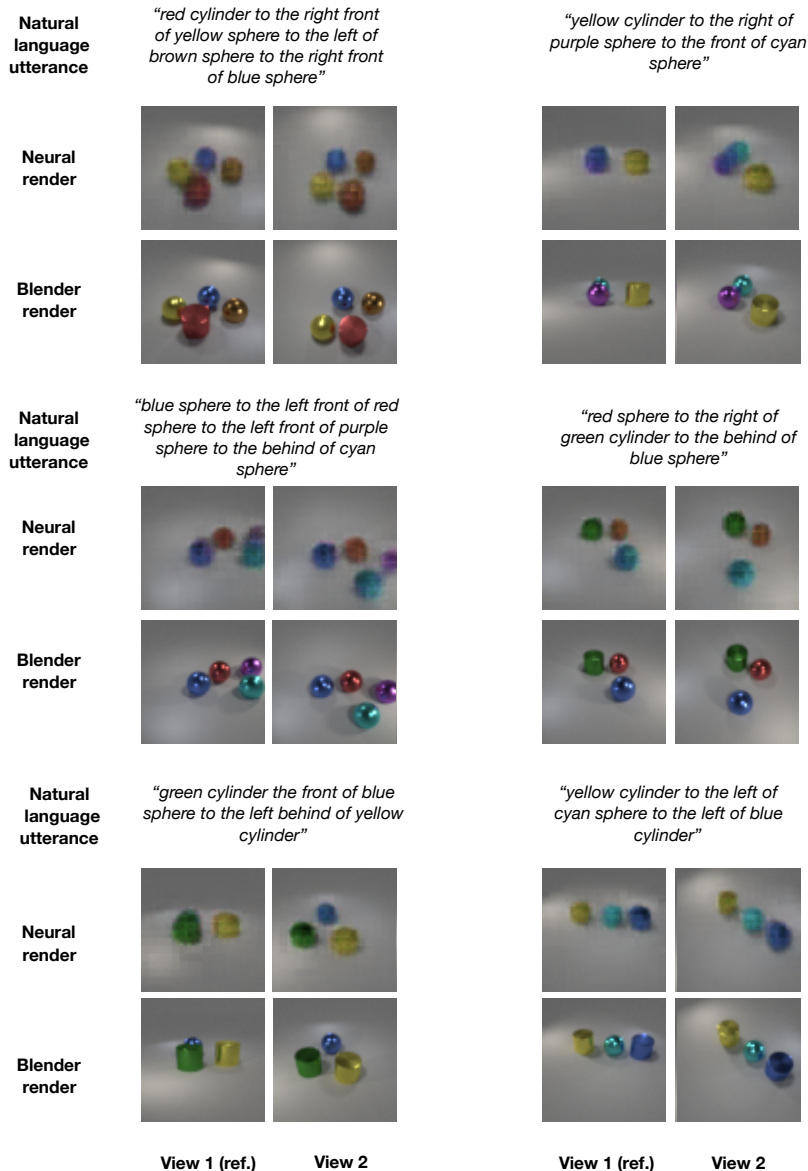 Natural
language
utterance
“red cylinder to the right front
of yellow sphere to the left of
brown sphere to the right front
of blue sphere”
“yellow cylinder to the right of
purple sphere to the front of cyan
sphere”
Neural
render
Blender
render
Natural
language
utterance
“blue sphere to the left front of red
sphere to the left front of purple
sphere to the behind of cyan
sphere”
“red sphere to the right of
green cylinder to the behind of
blue sphere”
Neural
render
Blender
render
Natural
language
utterance
“green cylinder the front of blue
sphere to the left behind of yellow
cylinder”
“yellow cylinder to the left of
cyan sphere to the left of blue
cylinder”
Neural
render
Blender
render
View 1 (ref.) View 2 View 1 (ref.) View 2